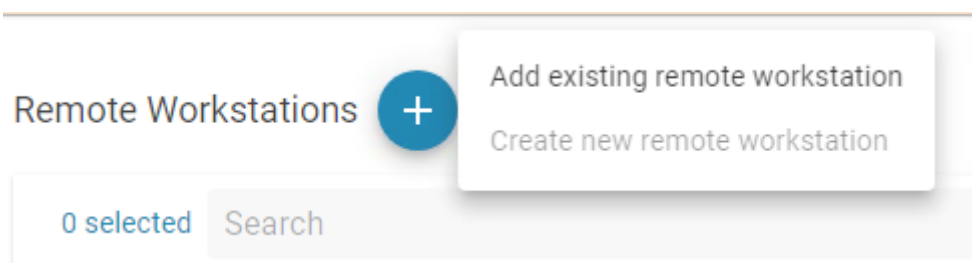 Remote Workstations +
Add existing remote workstation
Create new remote workstation
0 selected
Search